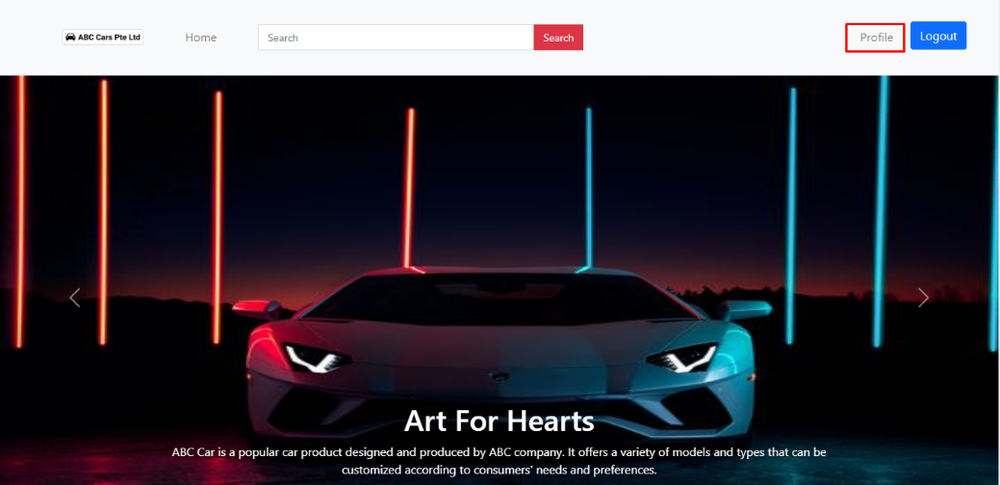 ABC Cars Pte Ltd
Home
Search
Search
Profile
Logout
Art For Hearts
ABC Car is a popular car product designed and produced by ABC company. It offers a variety of models and types that can be
customized according to consumers' needs and preferences.